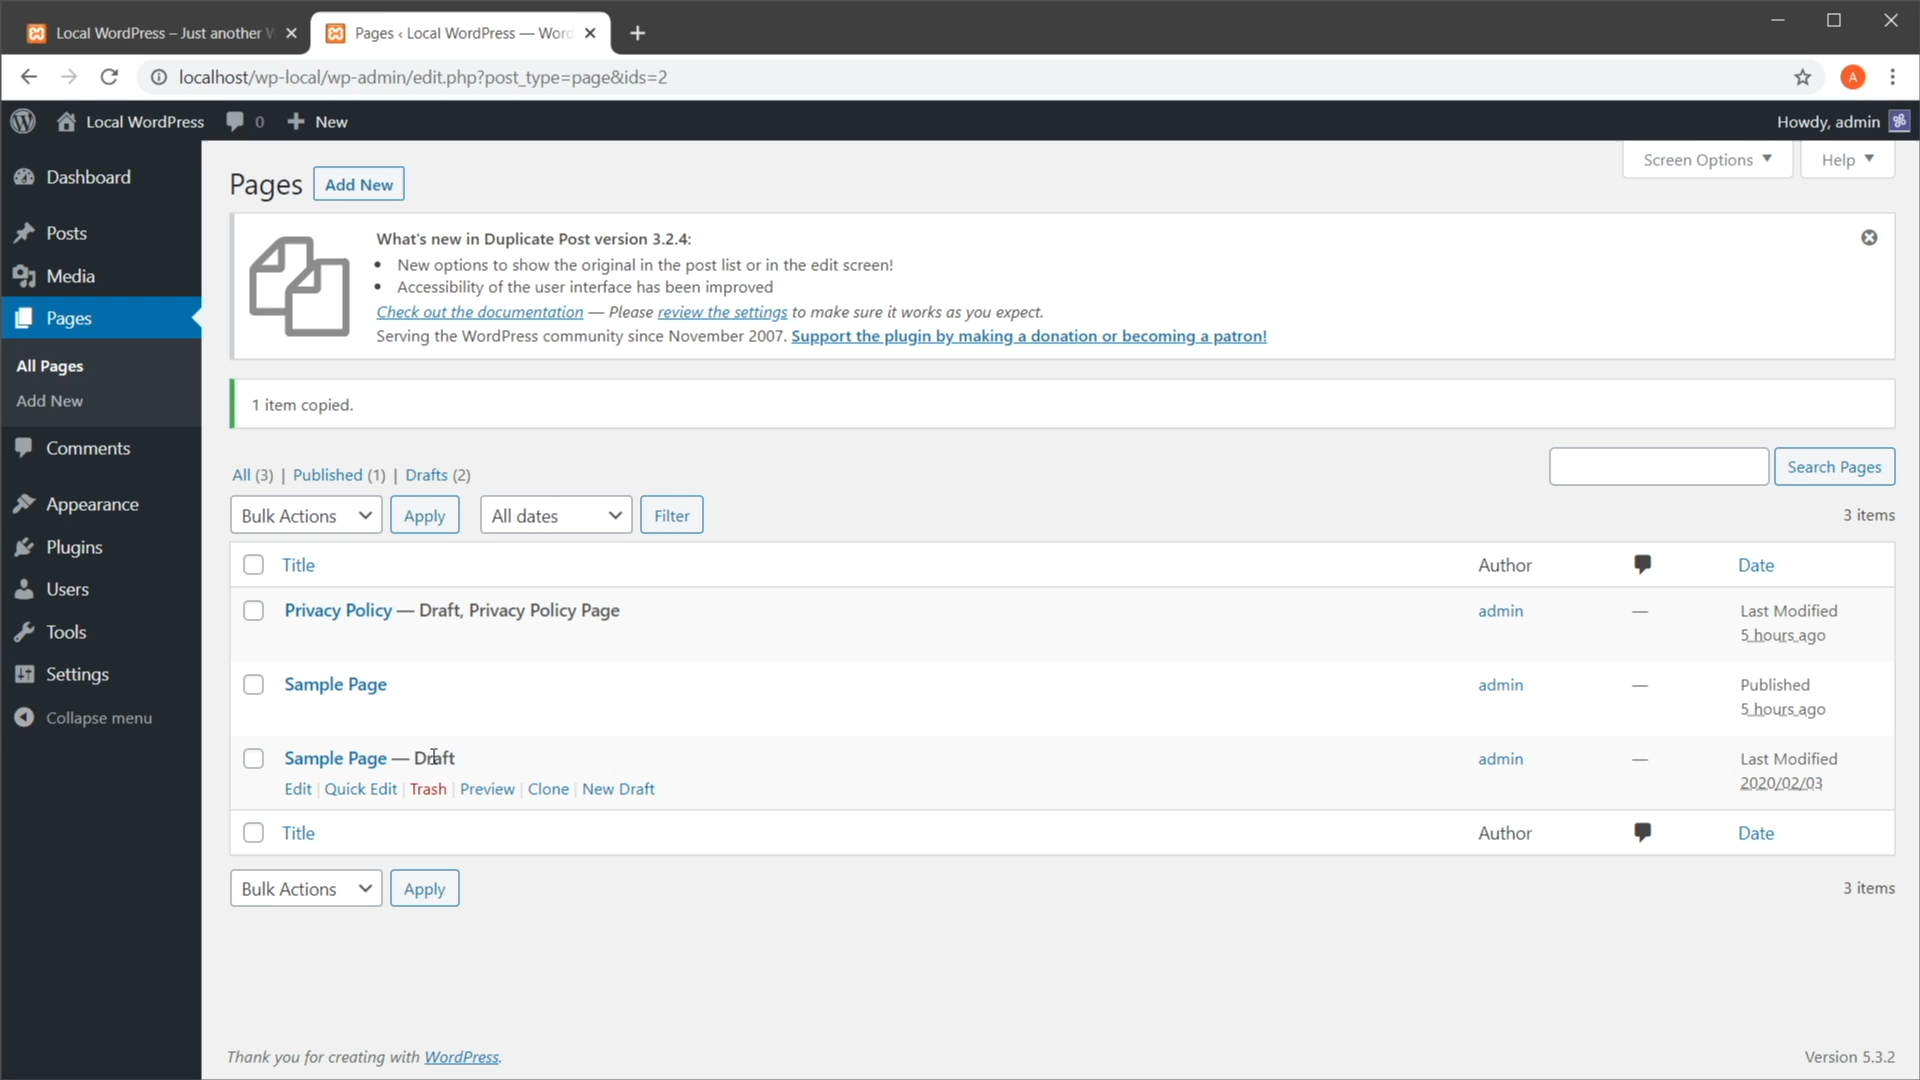 Local WordPress – Just another W
Pages ‹ Local WordPress — Word
localhost/wp-local/wp-admin/edit.php?post_type=page&ids=2
A
Local WordPress 0 + New
Howdy, admin
Dashboard
Posts
Media
Pages
All Pages
Add New
Comments
Appearance
Plugins
Users
Tools
Settings
Collapse menu
Screen Options ▼
Help ▼
Pages Add New
What's new in Duplicate Post version 3.2.4:
• New options to show the original in the post list or in the edit screen!
• Accessibility of the user interface has been improved
Check out the documentation — Please review the settings to make sure it works as you expect.
Serving the WordPress community since November 2007. Support the plugin by making a donation or becoming a patron!
1 item copied.
All (3) | Published (1) | Drafts (2)
Search Pages
Bulk Actions Apply All dates Filter 3 items
Title Author Date
Privacy Policy — Draft, Privacy Policy Page admin — Last Modified
5 hours ago
Sample Page admin — Published
5 hours ago
Sample Page — Draft admin — Last Modified
Edit | Quick Edit | Trash | Preview | Clone | New Draft 2020/02/03
Title Author Date
Bulk Actions Apply 3 items
Thank you for creating with WordPress. Version 5.3.2